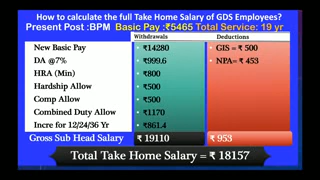 How to calculate the full Take Home Salary of GDS Employees?
Present Post :BPM Basic Pay :₹5465 Total Service: 19 yr
Withdrawals Deductions
New Basic Pay ₹14280 GIS = ₹ 500
DA @7% ₹999.6 NPA= ₹ 453
HRA (Min) ₹800
Hardship Allow ₹500
Comp Allow ₹500
Combined Duty Allow ₹1170
Incre for 12/24/36 Yr ₹861.4
Gross Sub Head Salary ₹ 19110 ₹ 953
Total Take Home Salary = ₹ 18157